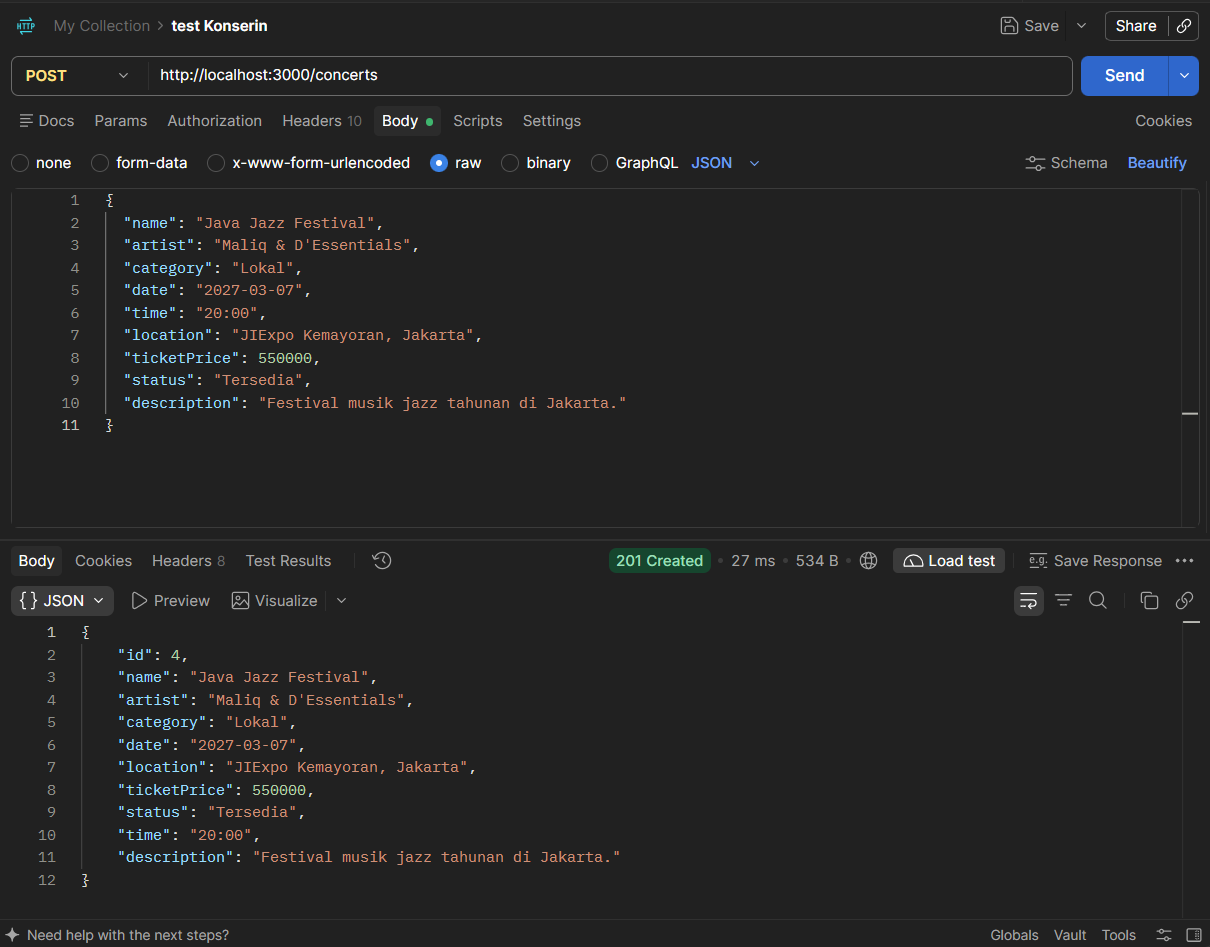 HTTP My Collection > test Konserin Save Share
POST http://localhost:3000/concerts Send
Docs Params Authorization Headers 10 Body Scripts Settings Cookies
none form-data x-www-form-urlencoded raw binary GraphQL JSON Schema Beautify
1 {
2 "name": "Java Jazz Festival",
3 "artist": "Maliq & D'Essentials",
4 "category": "Lokal",
5 "date": "2027-03-07",
6 "time": "20:00",
7 "location": "JIExpo Kemayoran, Jakarta",
8 "ticketPrice": 550000,
9 "status": "Tersedia",
10 "description": "Festival musik jazz tahunan di Jakarta."
11 }
Body Cookies Headers 8 Test Results 201 Created • 27 ms • 534 B • Load test e.g. Save Response
{} JSON Preview Visualize
1 {
2 "id": 4,
3 "name": "Java Jazz Festival",
4 "artist": "Maliq & D'Essentials",
5 "category": "Lokal",
6 "date": "2027-03-07",
7 "location": "JIExpo Kemayoran, Jakarta",
8 "ticketPrice": 550000,
9 "status": "Tersedia",
10 "time": "20:00",
11 "description": "Festival musik jazz tahunan di Jakarta."
12 }
Need help with the next steps? Globals Vault Tools